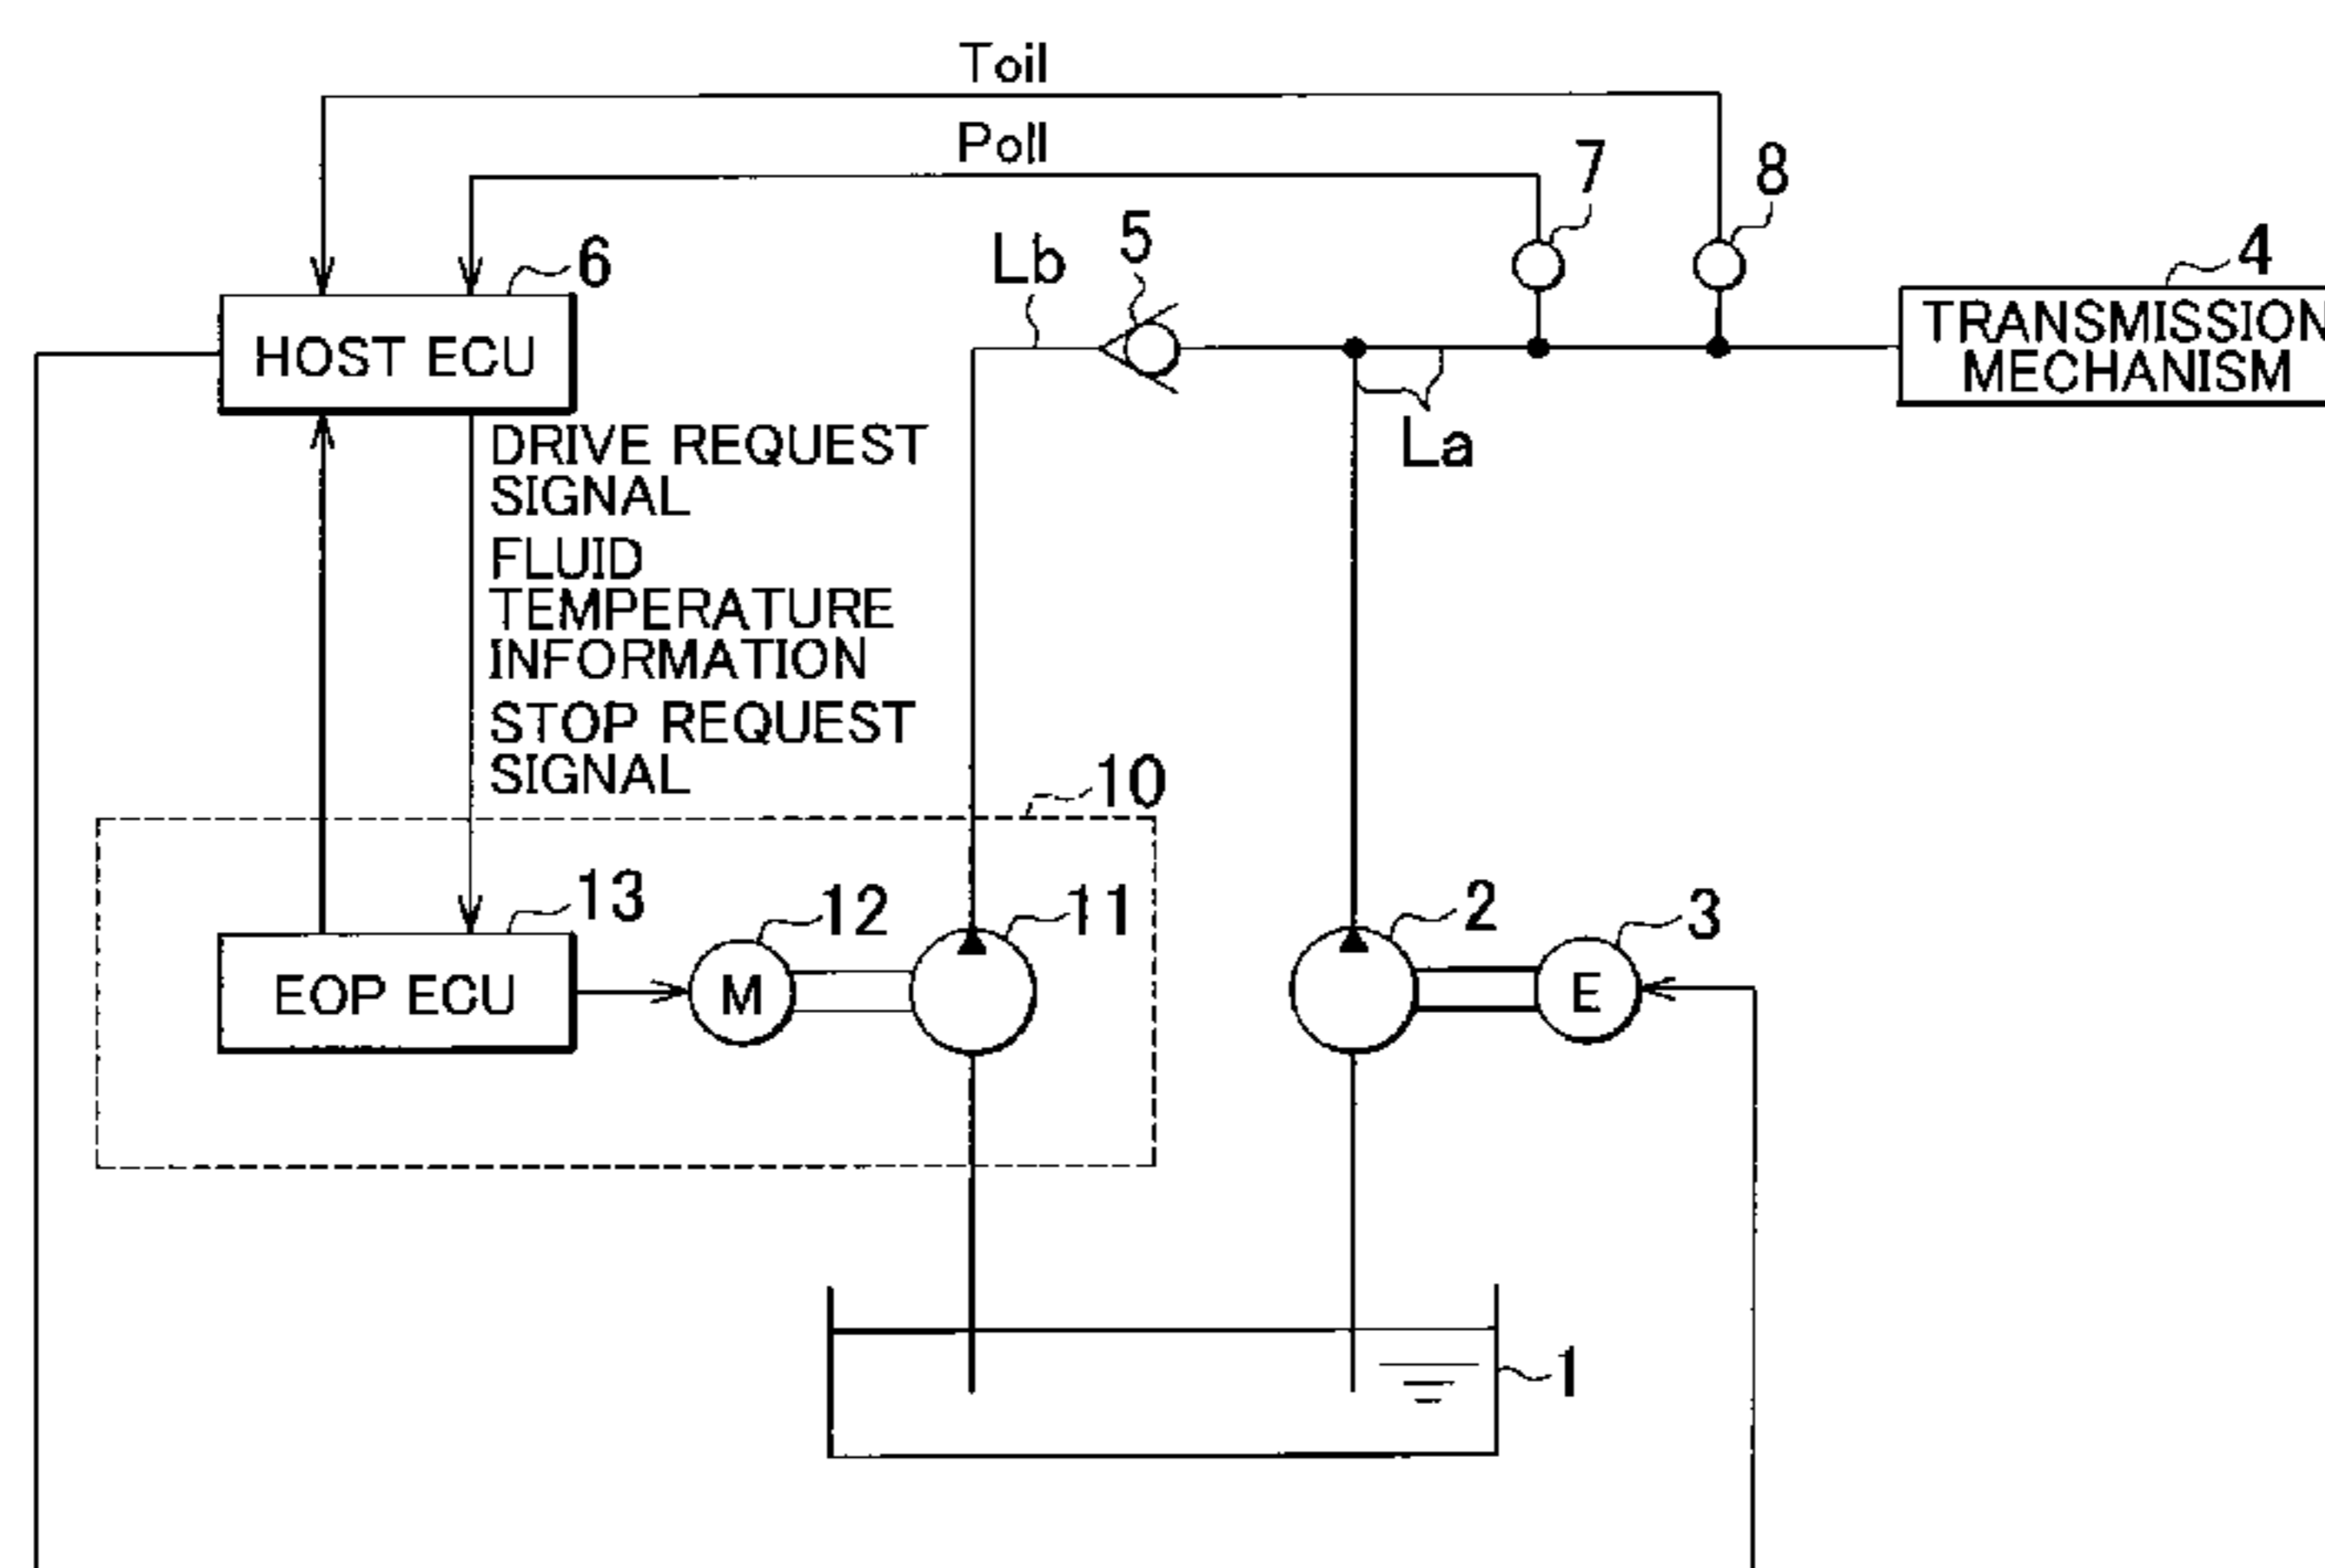 Toil
Poll
7
8
Lb
5
6
4
HOST ECU
TRANSMISSION
MECHANISM
La
DRIVE REQUEST
SIGNAL
FLUID
TEMPERATURE
INFORMATION
STOP REQUEST
SIGNAL
10
13
12
11
2
3
EOP ECU
M
E
1